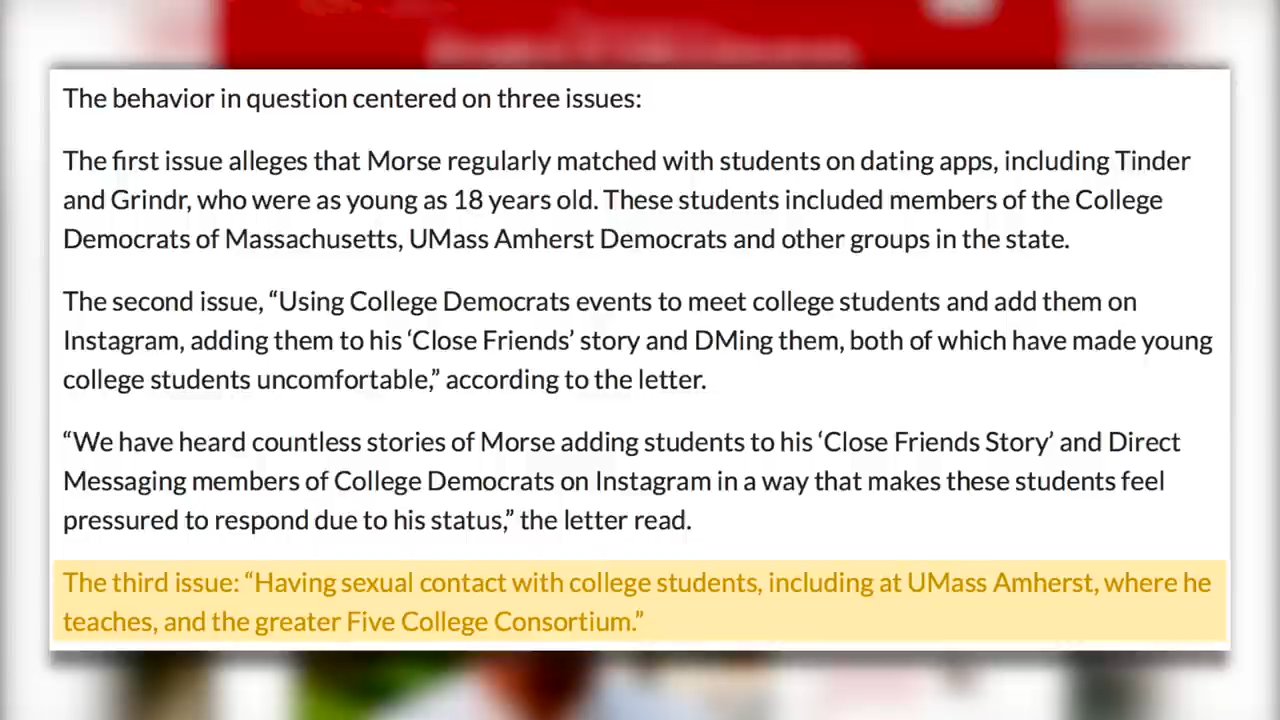 The behavior in question centered on three issues:
The first issue alleges that Morse regularly matched with students on dating apps, including Tinder
and Grindr, who were as young as 18 years old. These students included members of the College
Democrats of Massachusetts, UMass Amherst Democrats and other groups in the state.
The second issue, “Using College Democrats events to meet college students and add them on
Instagram, adding them to his ‘Close Friends’ story and DMing them, both of which have made young
college students uncomfortable,” according to the letter.
“We have heard countless stories of Morse adding students to his ‘Close Friends Story’ and Direct
Messaging members of College Democrats on Instagram in a way that makes these students feel
pressured to respond due to his status,” the letter read.
The third issue: “Having sexual contact with college students, including at UMass Amherst, where he
teaches, and the greater Five College Consortium.”